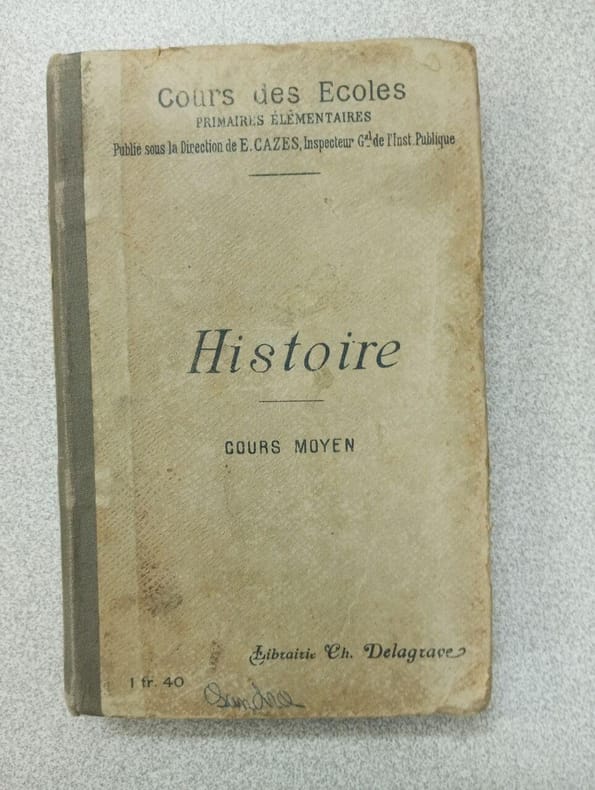 Cours des Ecoles
PRIMAIRES ÉLÉMENTAIRES
Publié sous la Direction de E. CAZES, Inspecteur Gal de l'Inst. Publique
Histoire
COURS MOYEN
Librairie Ch. Delagrave
1 fr. 40